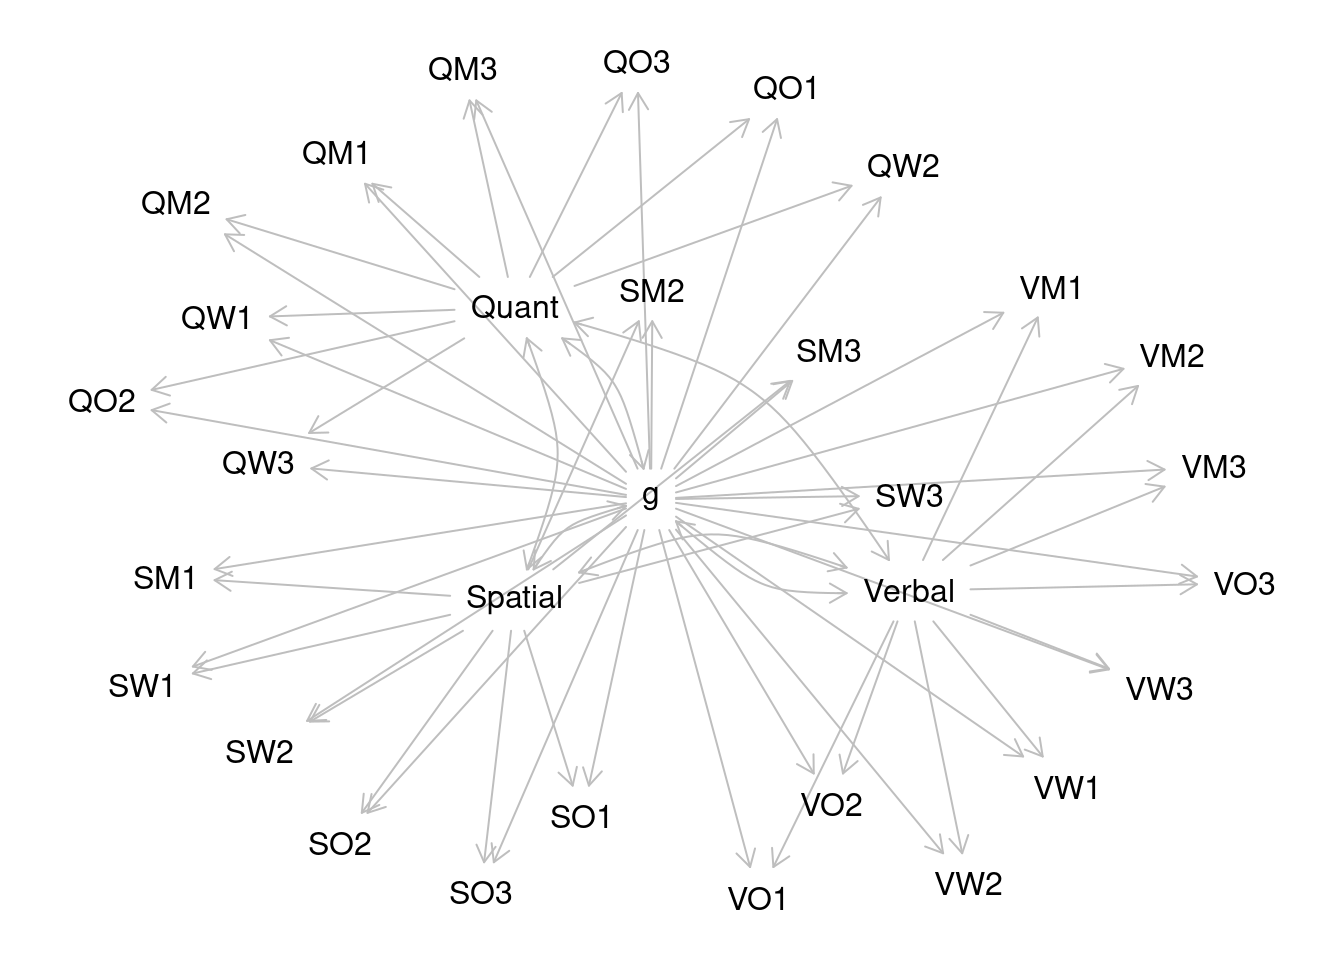 QO3
QM3
QO1
QM1
QW2
QM2
VM1
SM2
Quant
QW1
SM3
VM2
QO2
QW3
VM3
g
SW3
SM1
VO3
Verbal
Spatial
SW1
VW3
SW2
VW1
VO2
SO1
SO2
VW2
SO3
VO1